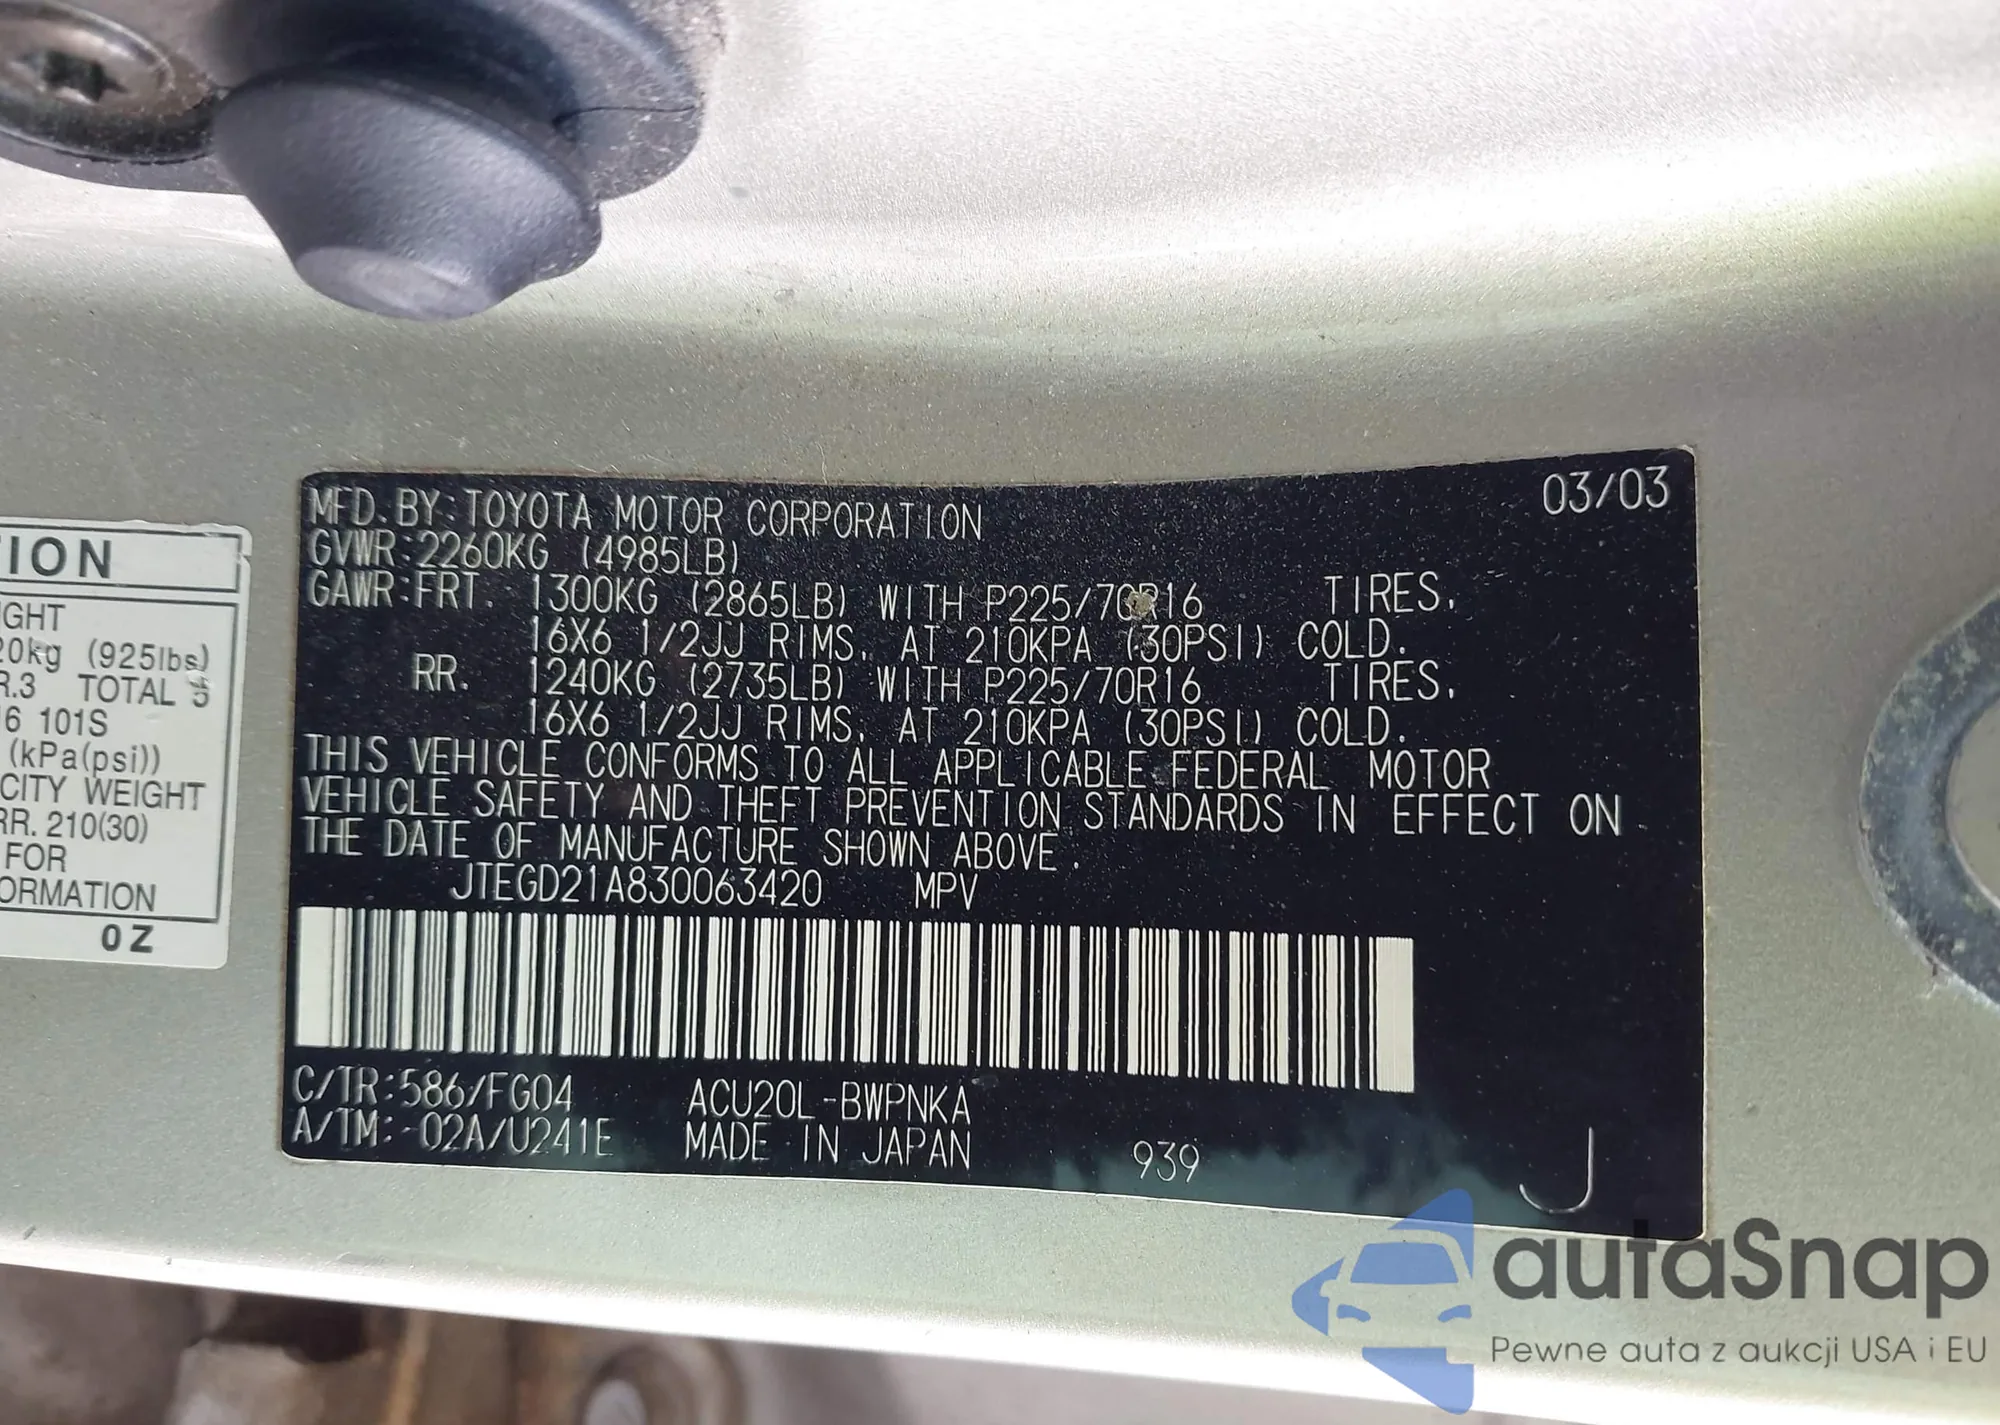 MFD. BY: TOYOTA MOTOR CORPORATION 03/03
GVWR: 2260KG (4985LB)
GAWR: FRT. 1300KG (2865LB) WITH P225/70R16 TIRES,
16X6 1/2JJ RIMS, AT 210KPA (30PSI) COLD.
RR. 1240KG (2735LB) WITH P225/70R16 TIRES,
16X6 1/2JJ RIMS, AT 210KPA (30PSI) COLD.
THIS VEHICLE CONFORMS TO ALL APPLICABLE FEDERAL MOTOR
VEHICLE SAFETY AND THEFT PREVENTION STANDARDS IN EFFECT ON
THE DATE OF MANUFACTURE SHOWN ABOVE.
JTEGD21A830063420 MPV
C/TR: 586/FG04 ACU20L-BWPNKA
A/TM: -02A/U241E MADE IN JAPAN 939 J
TION
IGHT
20kg (925lbs)
R.3 TOTAL 5
16 101S
(kPa(psi))
CITY WEIGHT
RR. 210(30)
FOR
ORMATION
0Z
autaSnap
Pewne auta z aukcji USA i EU